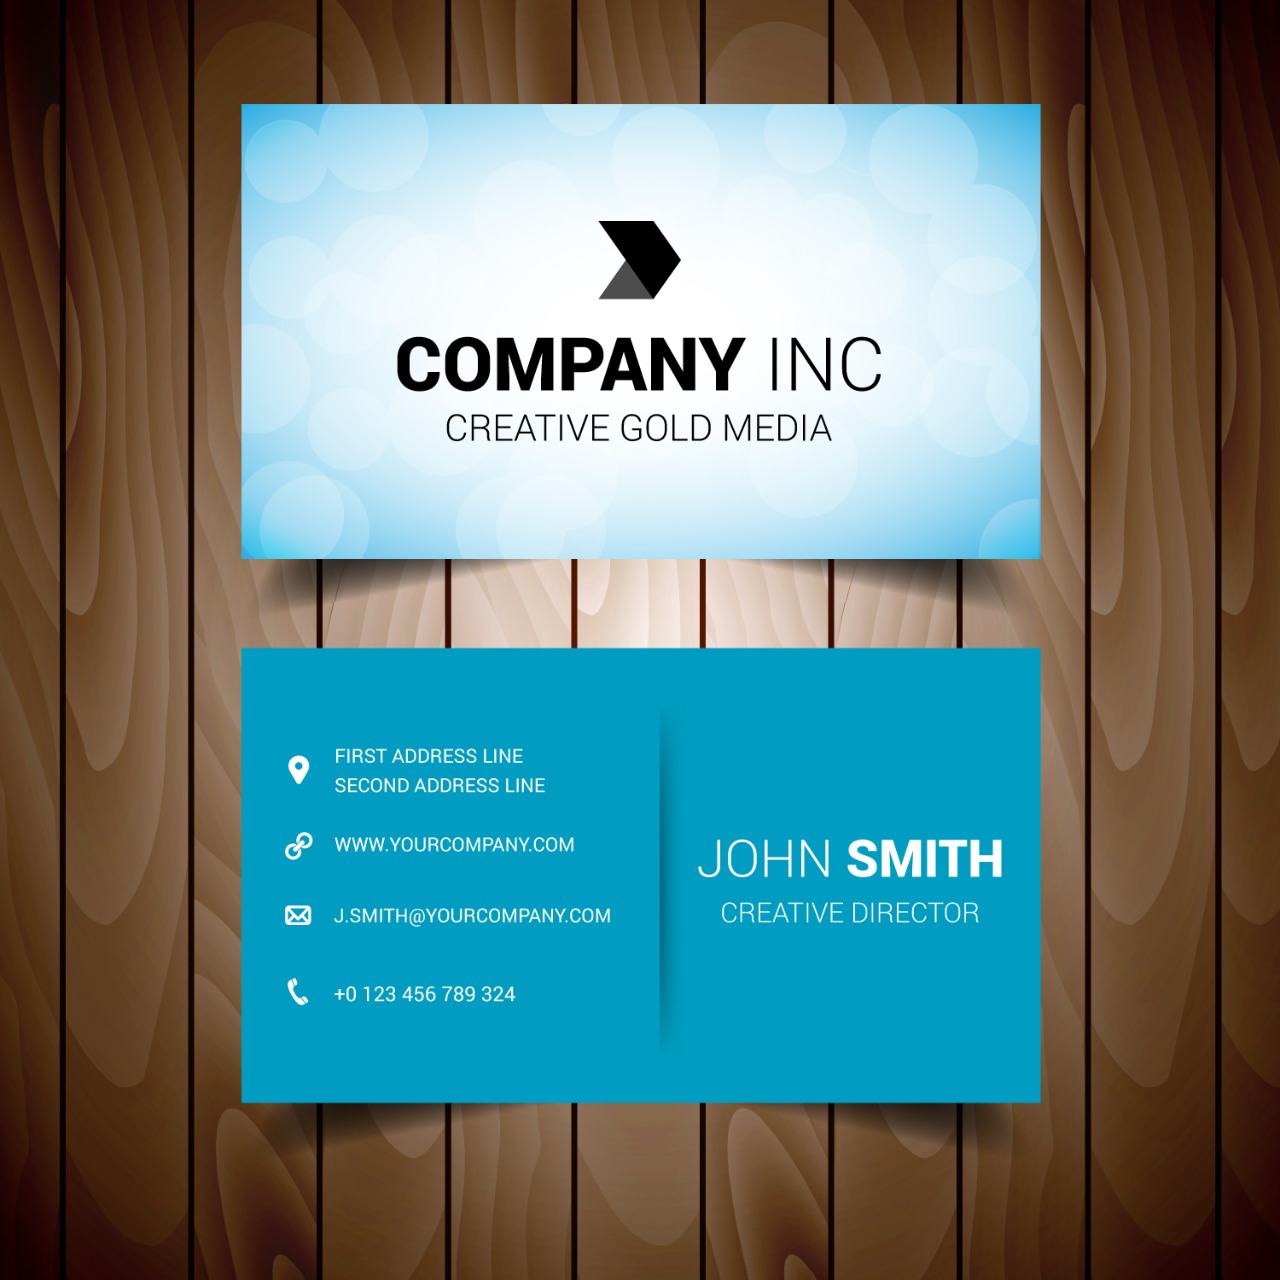 COMPANY INC
CREATIVE GOLD MEDIA
FIRST ADDRESS LINE
SECOND ADDRESS LINE
WWW.YOURCOMPANY.COM
J.SMITH@YOURCOMPANY.COM
+0 123 456 789 324
JOHN SMITH
CREATIVE DIRECTOR